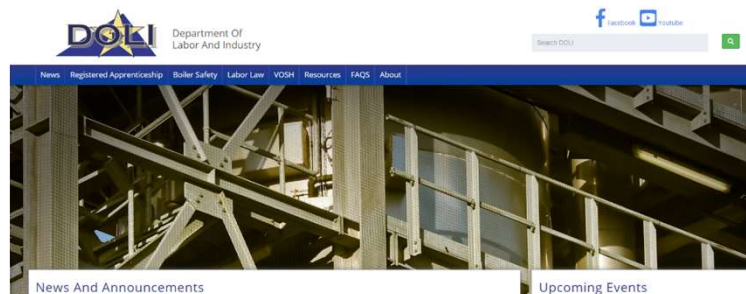 Facebook Youtube
DOLI
Department Of
Labor And Industry
Search DOLI
News Registered Apprenticeship Boiler Safety Labor Law VOSH Resources FAQS About
News And Announcements
Upcoming Events